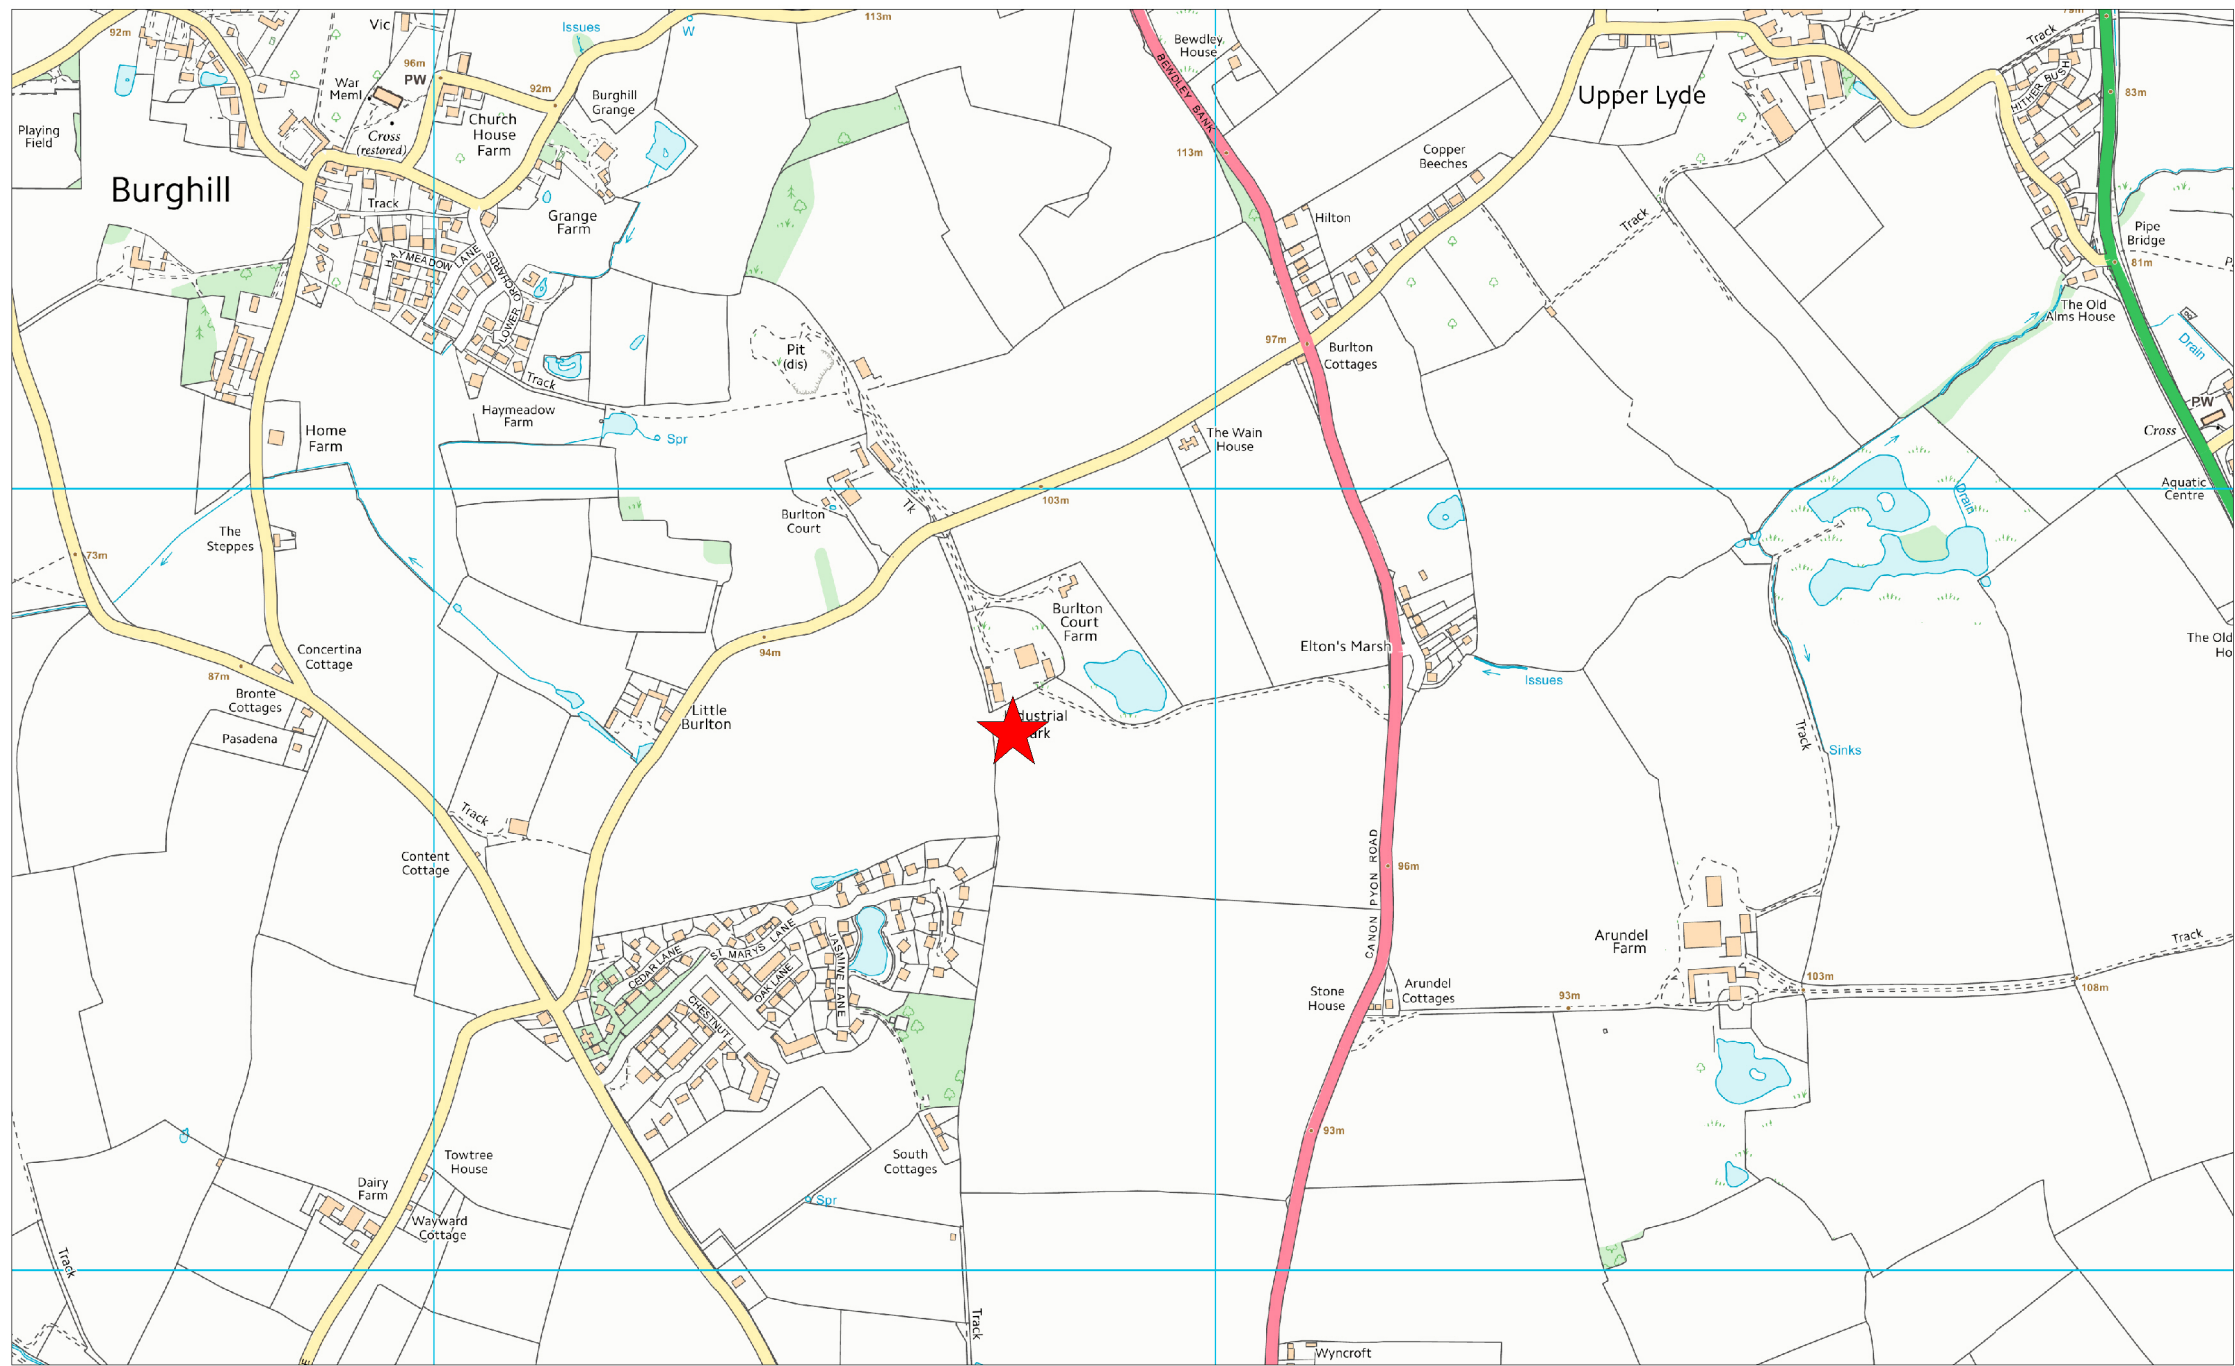 113m
92m
Vic
Issues
W
Bewdley
House
BEWDLEY BANK
Track
96m
PW
War
Meml
92m
Burghill
Grange
Upper Lyde
HITHER BUSH
83m
Playing
Field
Cross
(restored)
Church
House
Farm
113m
Copper
Beeches
Burghill
Track
Grange
Farm
Hilton
Track
Pipe
Bridge
81m
HAYMEADOW LANE
LOWER ORCHARDS
The Old
Alms House
Drain
Pit
(dis)
97m
Burlton
Cottages
Track
Haymeadow
Farm
Spr
Home
Farm
The Wain
House
PW
Cross
Aquatic
Centre
Tk
103m
Drain
Burlton
Court
The
Steppes
73m
Burlton
Court
Farm
94m
Elton's Marsh
Issues
The Old
Ho
Concertina
Cottage
87m
Bronte
Cottages
Pasadena
Little
Burlton
Track
Sinks
Track
Content
Cottage
CANON PYON ROAD
96m
ST MARYS LANE
CEDAR LANE
OAK LANE
JASMINE LANE
CHESTNUT
Arundel
Farm
Track
103m
108m
Stone
House
Arundel
Cottages
93m
93m
Towtree
House
South
Cottages
Dairy
Farm
Spr
Wayward
Cottage
Track
Track
Wyncroft